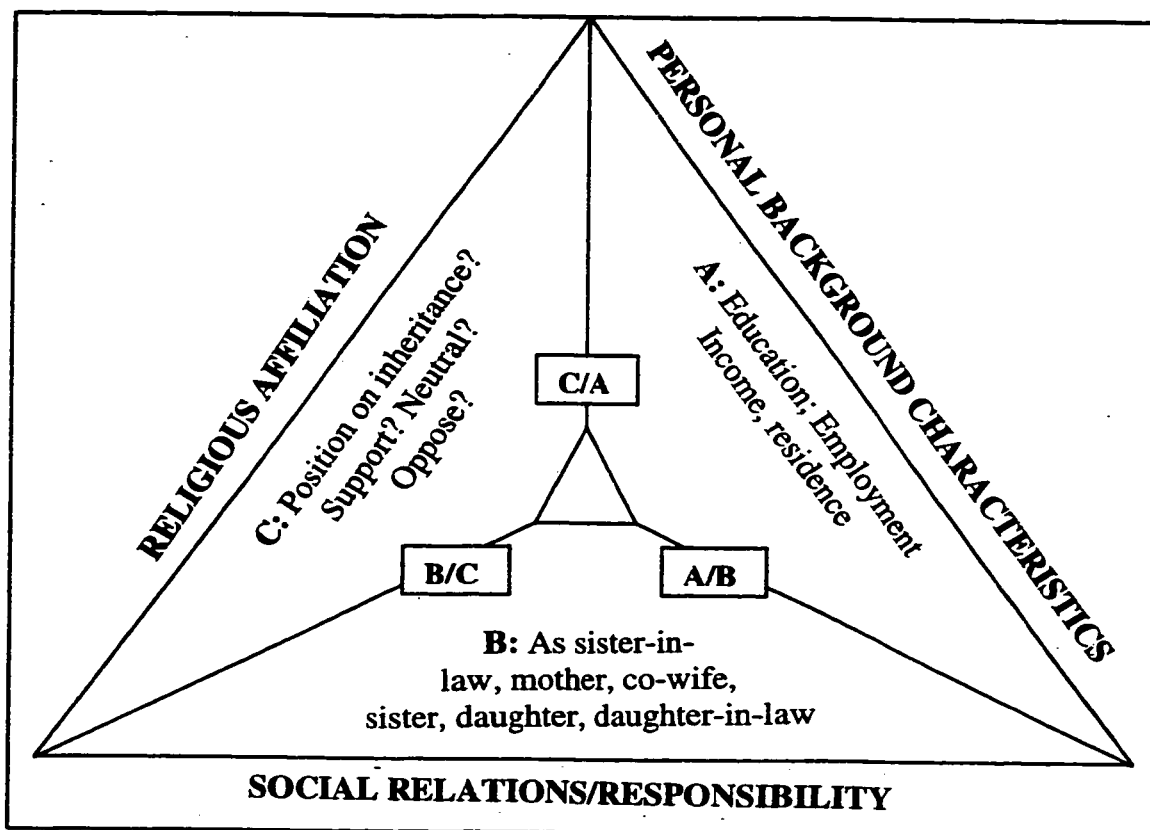 PERSONAL BACKGROUND CHARACTERISTICS
RELIGIOUS AFFILIATION
C: Position on inheritance?
Support? Neutral?
Oppose?
A: Education; Employment
Income, residence
C/A
B/C
A/B
B: As sister-in-
law, mother, co-wife,
sister, daughter, daughter-in-law
SOCIAL RELATIONS/RESPONSIBILITY